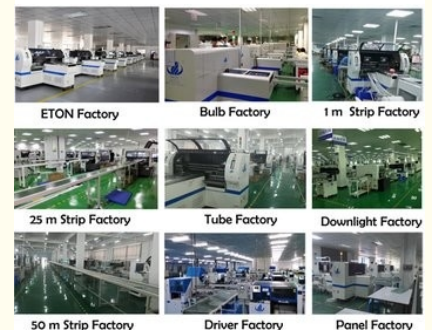 ETON Factory
Bulb Factory
1 m Strip Factory
25 m Strip Factory
Tube Factory
Downlight Factory
50 m Strip Factory
Driver Factory
Panel Factory